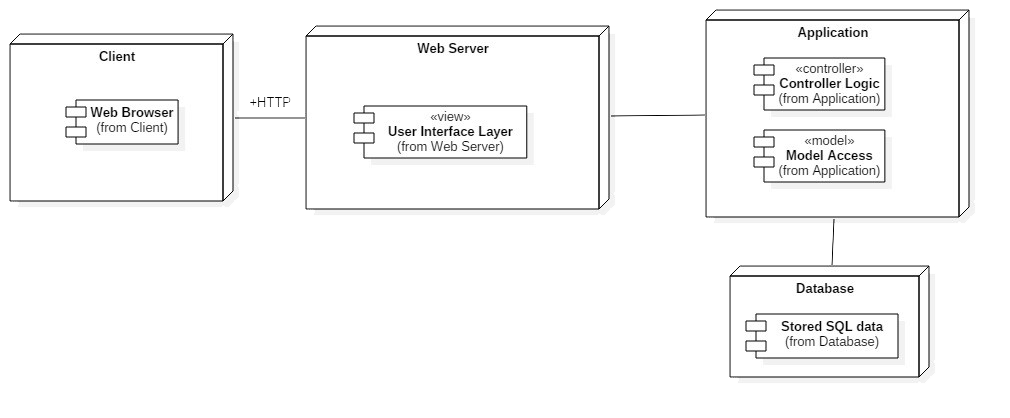 Client
Web Browser
(from Client)
+HTTP
Web Server
«view»
User Interface Layer
(from Web Server)
Application
«controller»
Controller Logic
(from Application)
«model»
Model Access
(from Application)
Database
Stored SQL data
(from Database)